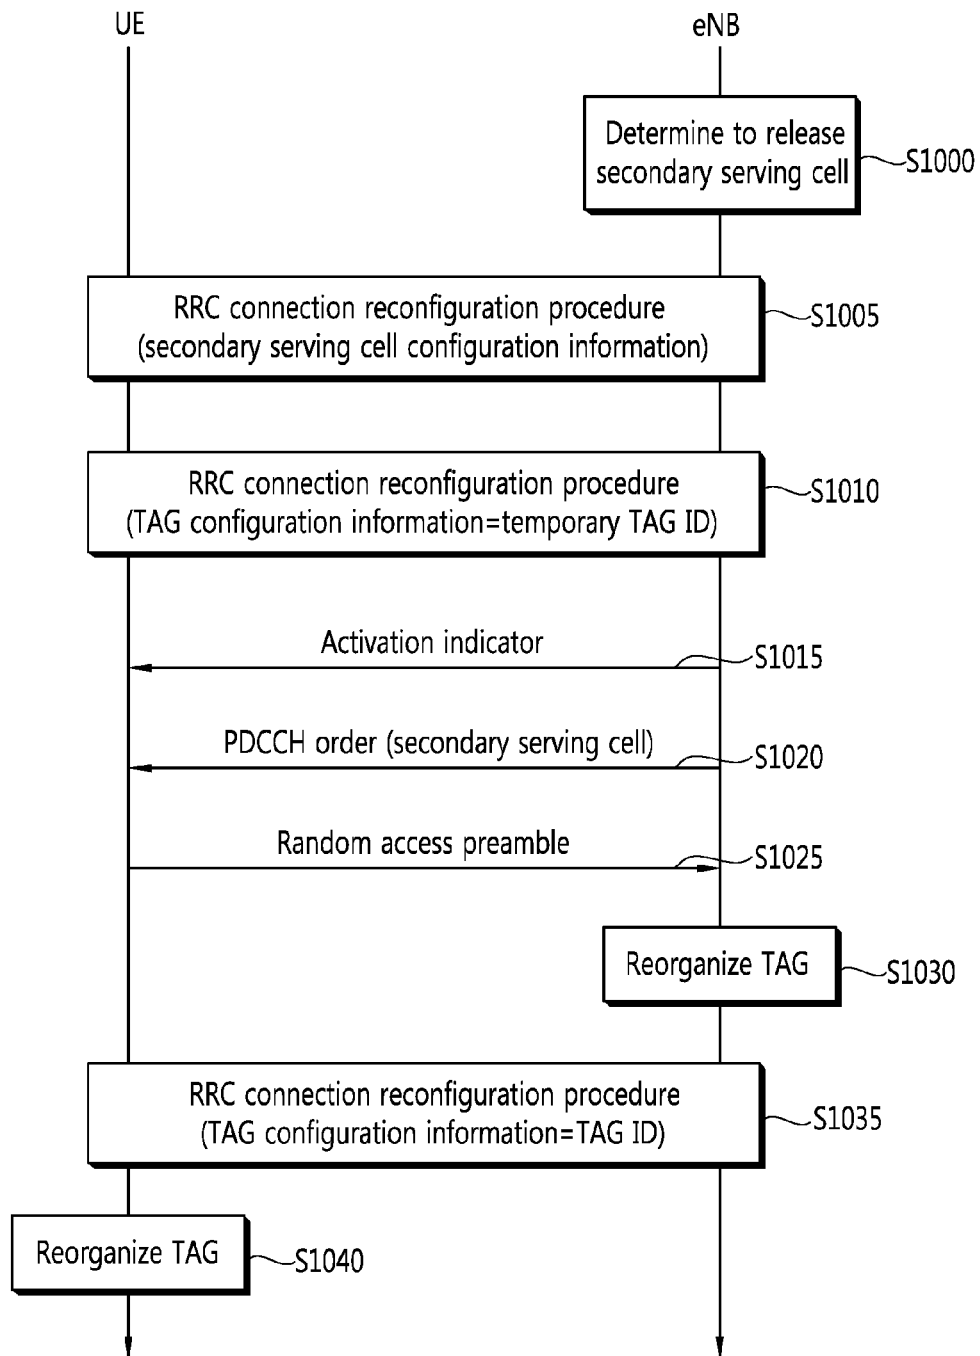 UE
eNB
Determine to release
secondary serving cell
S1000
RRC connection reconfiguration procedure
(secondary serving cell configuration information)
S1005
RRC connection reconfiguration procedure
(TAG configuration information=temporary TAG ID)
S1010
Activation indicator
S1015
PDCCH order (secondary serving cell)
S1020
Random access preamble
S1025
Reorganize TAG
S1030
RRC connection reconfiguration procedure
(TAG configuration information=TAG ID)
S1035
Reorganize TAG
S1040